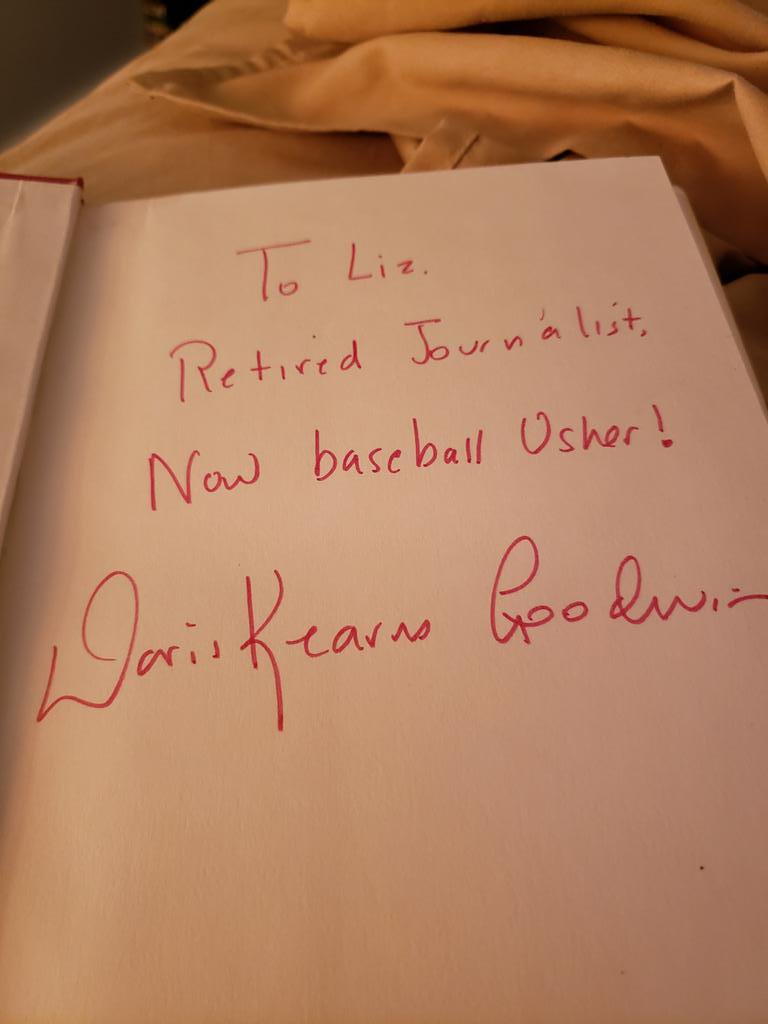 To Liz.
Retired Journalist,
Now baseball Usher!
Doris Kearns Goodwin